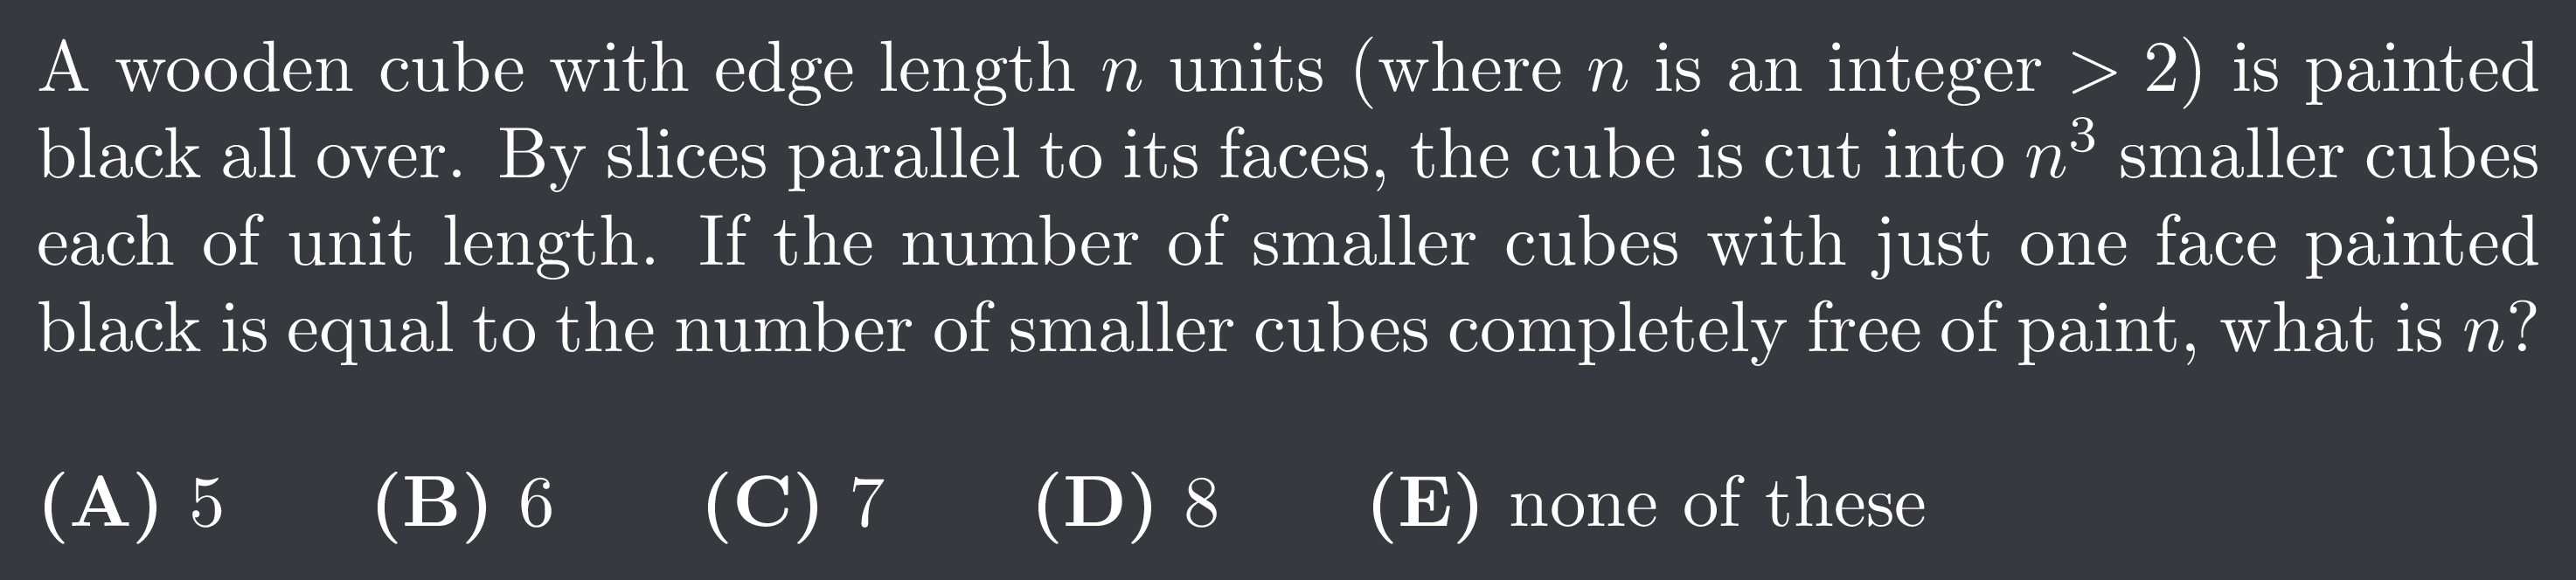 A wooden cube with edge length n units (where n is an integer > 2) is painted
black all over. By slices parallel to its faces, the cube is cut into n³ smaller cubes
each of unit length. If the number of smaller cubes with just one face painted
black is equal to the number of smaller cubes completely free of paint, what is n?
(A) 5 (B) 6 (C) 7 (D) 8 (E) none of these